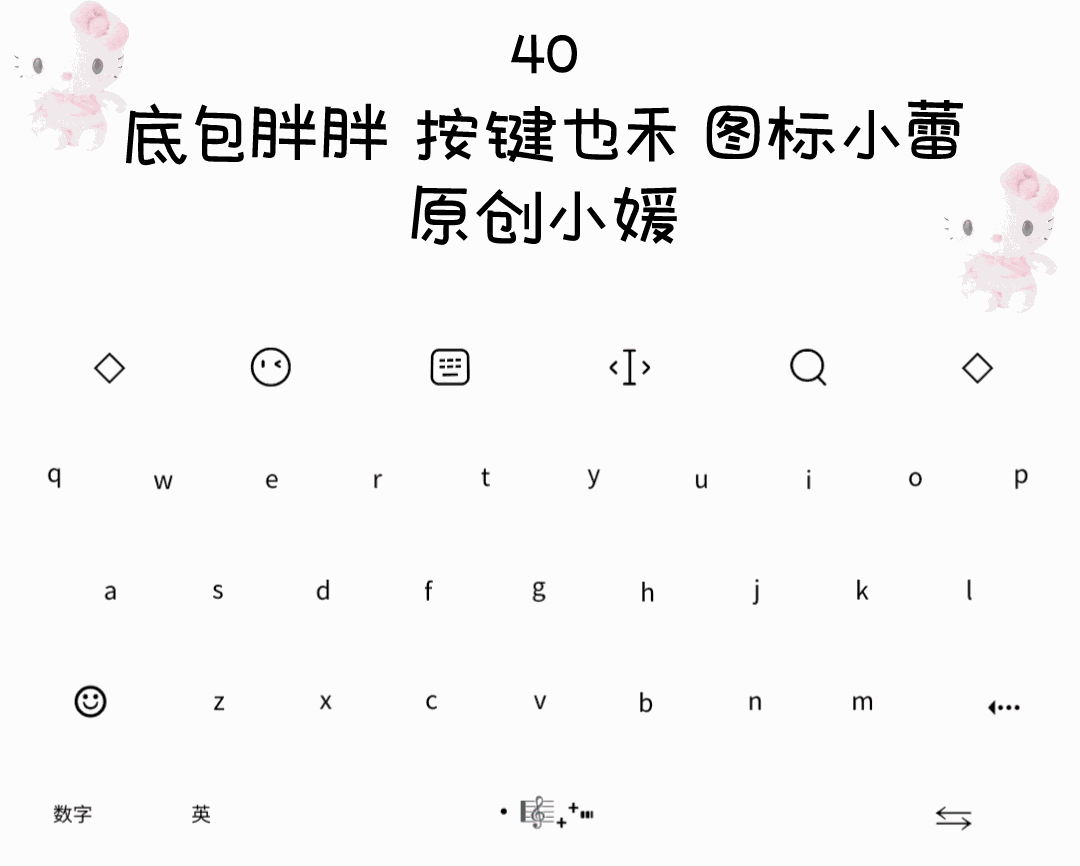 40
底包胖胖 按键也禾 图标小蕾
原创小媛
q w e r t y u i o p
a s d f g h j k l
z x c v b n m
数字 英